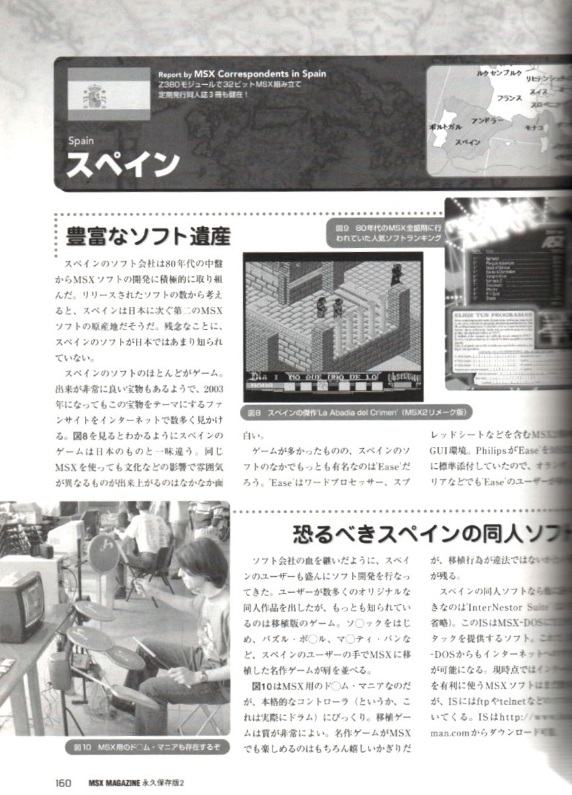 Report by MSX Correspondents in Spain
Z380モジュールで32ビットMSX組み立て
定期発行同人誌3冊も健在！
Spain
スペイン
ルクセンブルク
リヒテンシュ
フランス
スイス
アンドラー
モナコ
ポルトガル
スペイン
豊富なソフト遺産
図9 80年代のMSX全盛期に行
われていた人気ソフトランキング
スペインのソフト会社は80年代の中盤
からMSXソフトの開発に積極的に取り組
んだ。リリースされたソフトの数から考え
ると、スペインは日本に次ぐ第二のMSX
ソフトの原産地だそうだ。残念なことに、
スペインのソフトが日本ではあまり知られ
ていない。
スペインのソフトのほとんどがゲーム。
出来が非常に良い宝物もあるようで、2003
年になってもこの宝物をテーマにするファ
ンサイトをインターネットで数多く見かけ
る。図8を見るとわかるようにスペインの
ゲームは日本のものと一味違う。同じ
MSXを使っても文化などの影響で雰囲気
が異なるものが出来上がるのはなかなか面
図8 スペインの傑作'La Abadia del Crimen'（MSX2リメーク版）
白い。
ゲームが多かったものの、スペインのソ
フトのなかでもっとも有名なのは'Ease'だ
ろう。'Ease'はワードプロセッサー、スプ
レッドシートなどを含むMSX2
GUI環境。Philipsが'Ease'を
に標準添付していたので、オラン
リアなどでも'Ease'のユーザーが
恐るべきスペインの同人ソフト
ソフト会社の血を継いだように、スペイ
ンのユーザーも盛んにソフト開発を行なっ
てきた。ユーザーが数多くのオリジナルな
同人作品を出したが、もっとも知られてい
るのは移植版のゲーム。ソ◯ックをはじ
め、パズル・ボ◯ル、マ◯ティ・パンな
ど、スペインのユーザーの手でMSXに移
植した名作ゲームが肩を並べる。
図10はMSX用のド◯ム・マニアなのだ
が、本格的なコントローラ（というか、こ
れは実際にドラム）にびっくり。移植ゲー
ムは質が非常によい。名作ゲームがMSX
でも楽しめるのはもちろん嬉しいかぎりだ
が、移植行為が違法ではないか
が残る。
スペインの同人ソフトなら
きなのは'InterNestor Suite
省略)。このISはMSX-DOSに
タックを提供するソフト。これで
-DOSからもインターネットへ
が可能になる。現時点ではインター
を有利に使うMSXソフトはまだ
が、ISにはftpやtelnetなどの
いてくる。ISはhttp://www.
man.comからダウンロード可能。
図10 MSX用のド◯ム・マニアも存在するぞ
160 MSX MAGAZINE 永久保存版2